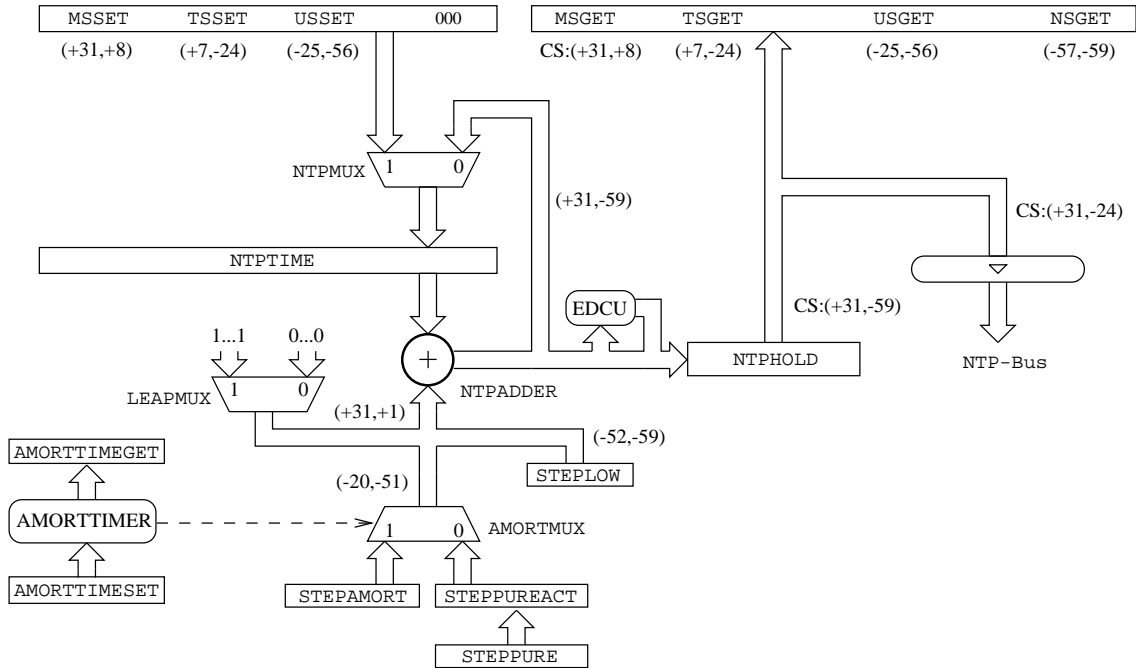 MSSET TSSET USSET 000
MSGET TSGET USGET NSGET
(+31,+8) (+7,-24) (-25,-56)
CS:(+31,+8) (+7,-24) (-25,-56) (-57,-59)
NTPMUX 1 0
(+31,-59)
CS:(+31,-24)
NTPTIME
EDCU
CS:(+31,-59)
1...1 0...0
+
NTPHOLD
NTP-Bus
LEAPMUX 1 0
NTPADDER
(+31,+1)
(-52,-59)
AMORTTIMEGET
STEPLOW
(-20,-51)
AMORTTIMER
1 0 AMORTMUX
AMORTTIMESET
STEPAMORT STEPPUREACT
STEPPURE